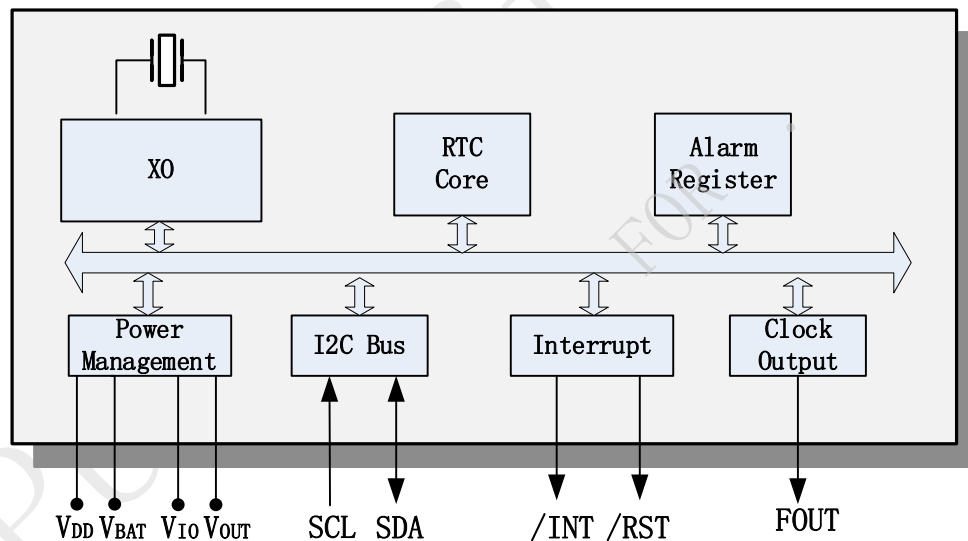 XO
RTC
Core
Alarm
Register
FOR
Power
Management
I2C Bus
Interrupt
Clock
Output
VDD VBAT VIO VOUT SCL SDA /INT /RST FOUT